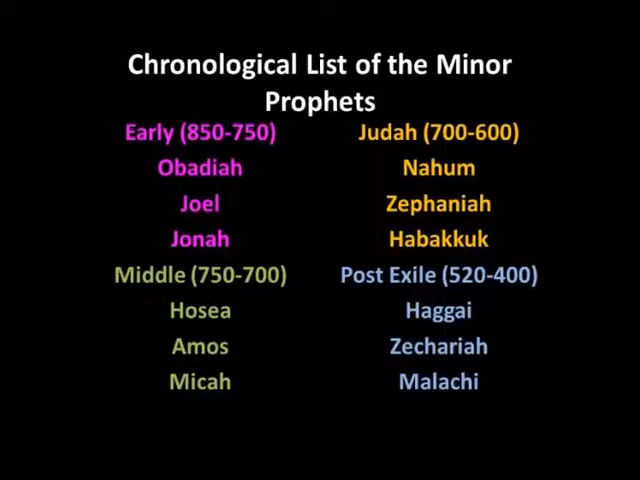 Chronological List of the Minor
Prophets
Early (850-750)
Obadiah
Joel
Jonah
Middle (750-700)
Hosea
Amos
Micah
Judah (700-600)
Nahum
Zephaniah
Habakkuk
Post Exile (520-400)
Haggai
Zechariah
Malachi